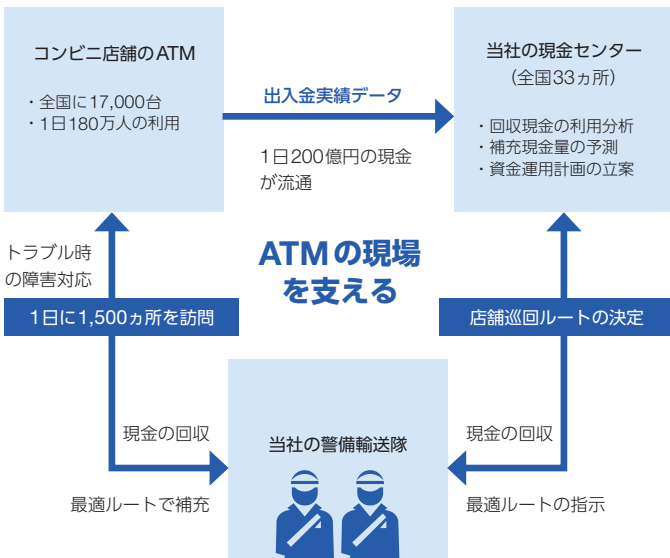 コンビニ店舗のATM
・全国に17,000台
・1日180万人の利用
出入金実績データ
1日200億円の現金
が流通
当社の現金センター
(全国33ヵ所)
・回収現金の利用分析
・補充現金量の予測
・資金運用計画の立案
トラブル時
の障害対応
ATMの現場
を支える
1日に1,500ヵ所を訪問
店舗巡回ルートの決定
現金の回収
最適ルートで補充
当社の警備輸送隊
現金の回収
最適ルートの指示